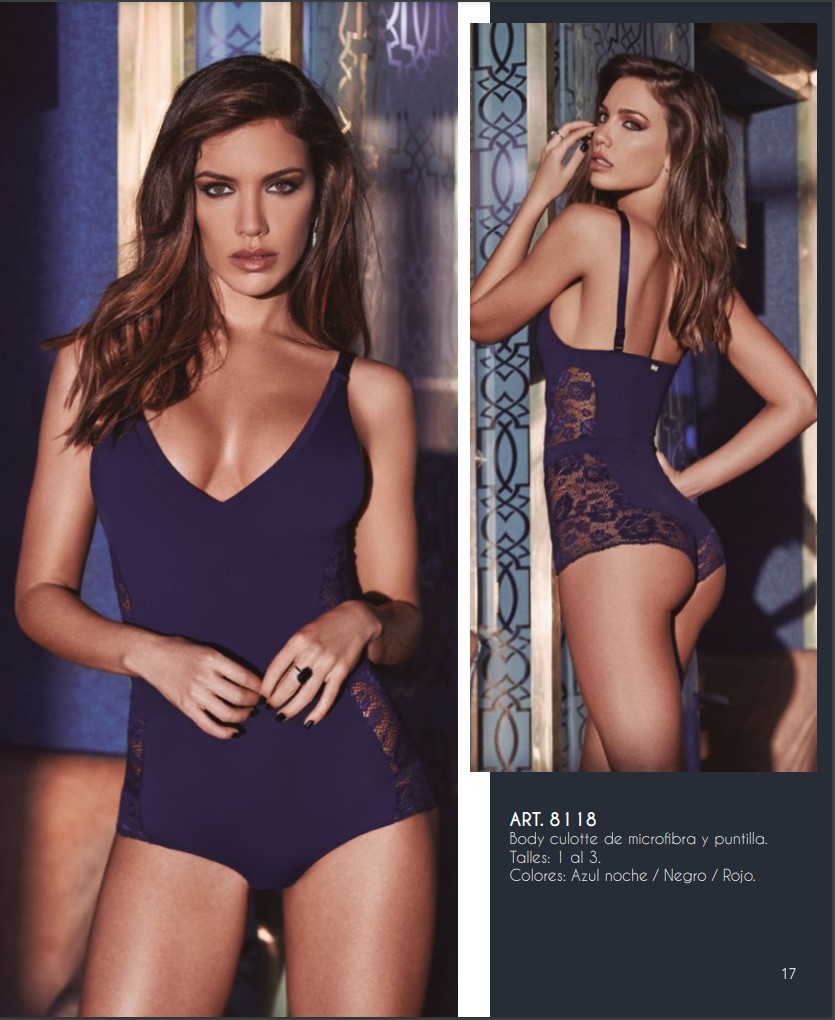 ART. 8118
Body culotte de microfibra y puntilla.
Talles: 1 al 3.
Colores: Azul noche / Negro / Rojo.
17